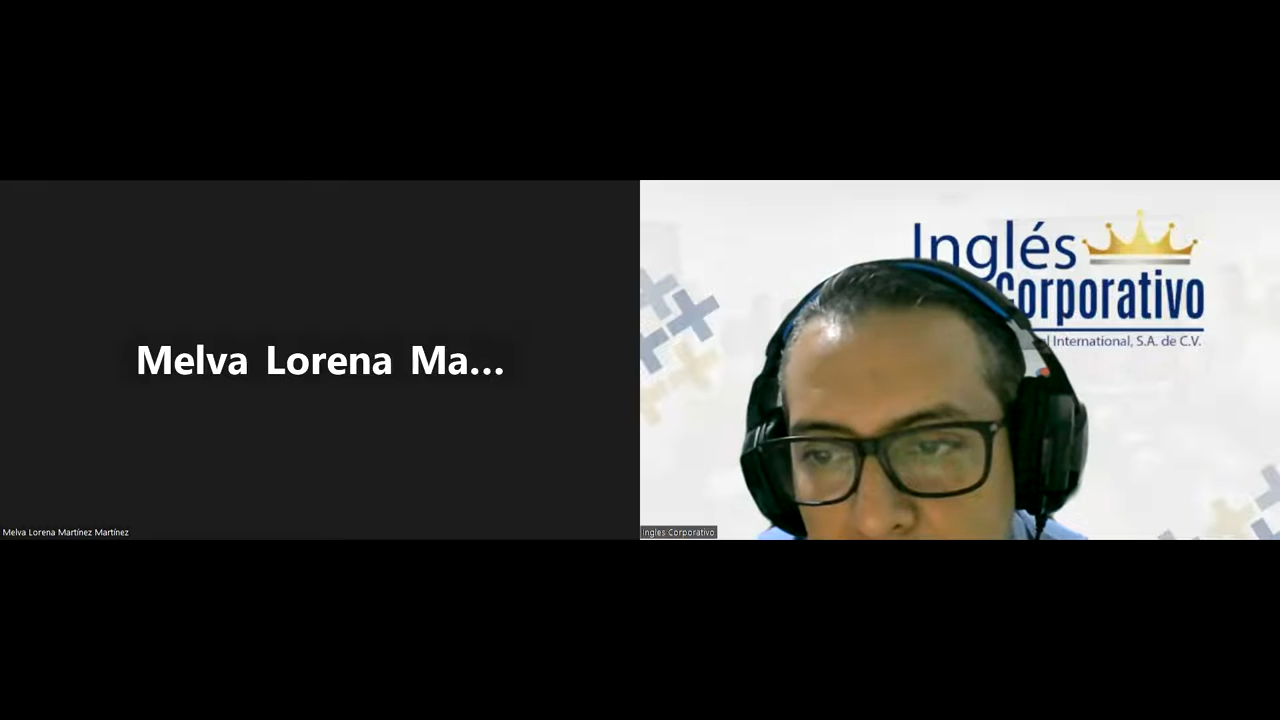 Melva Lorena Ma...
Melva Lorena Martínez Martínez
Inglés
Corporativo
l International, S.A. de C.V.
Ingles Corporativo